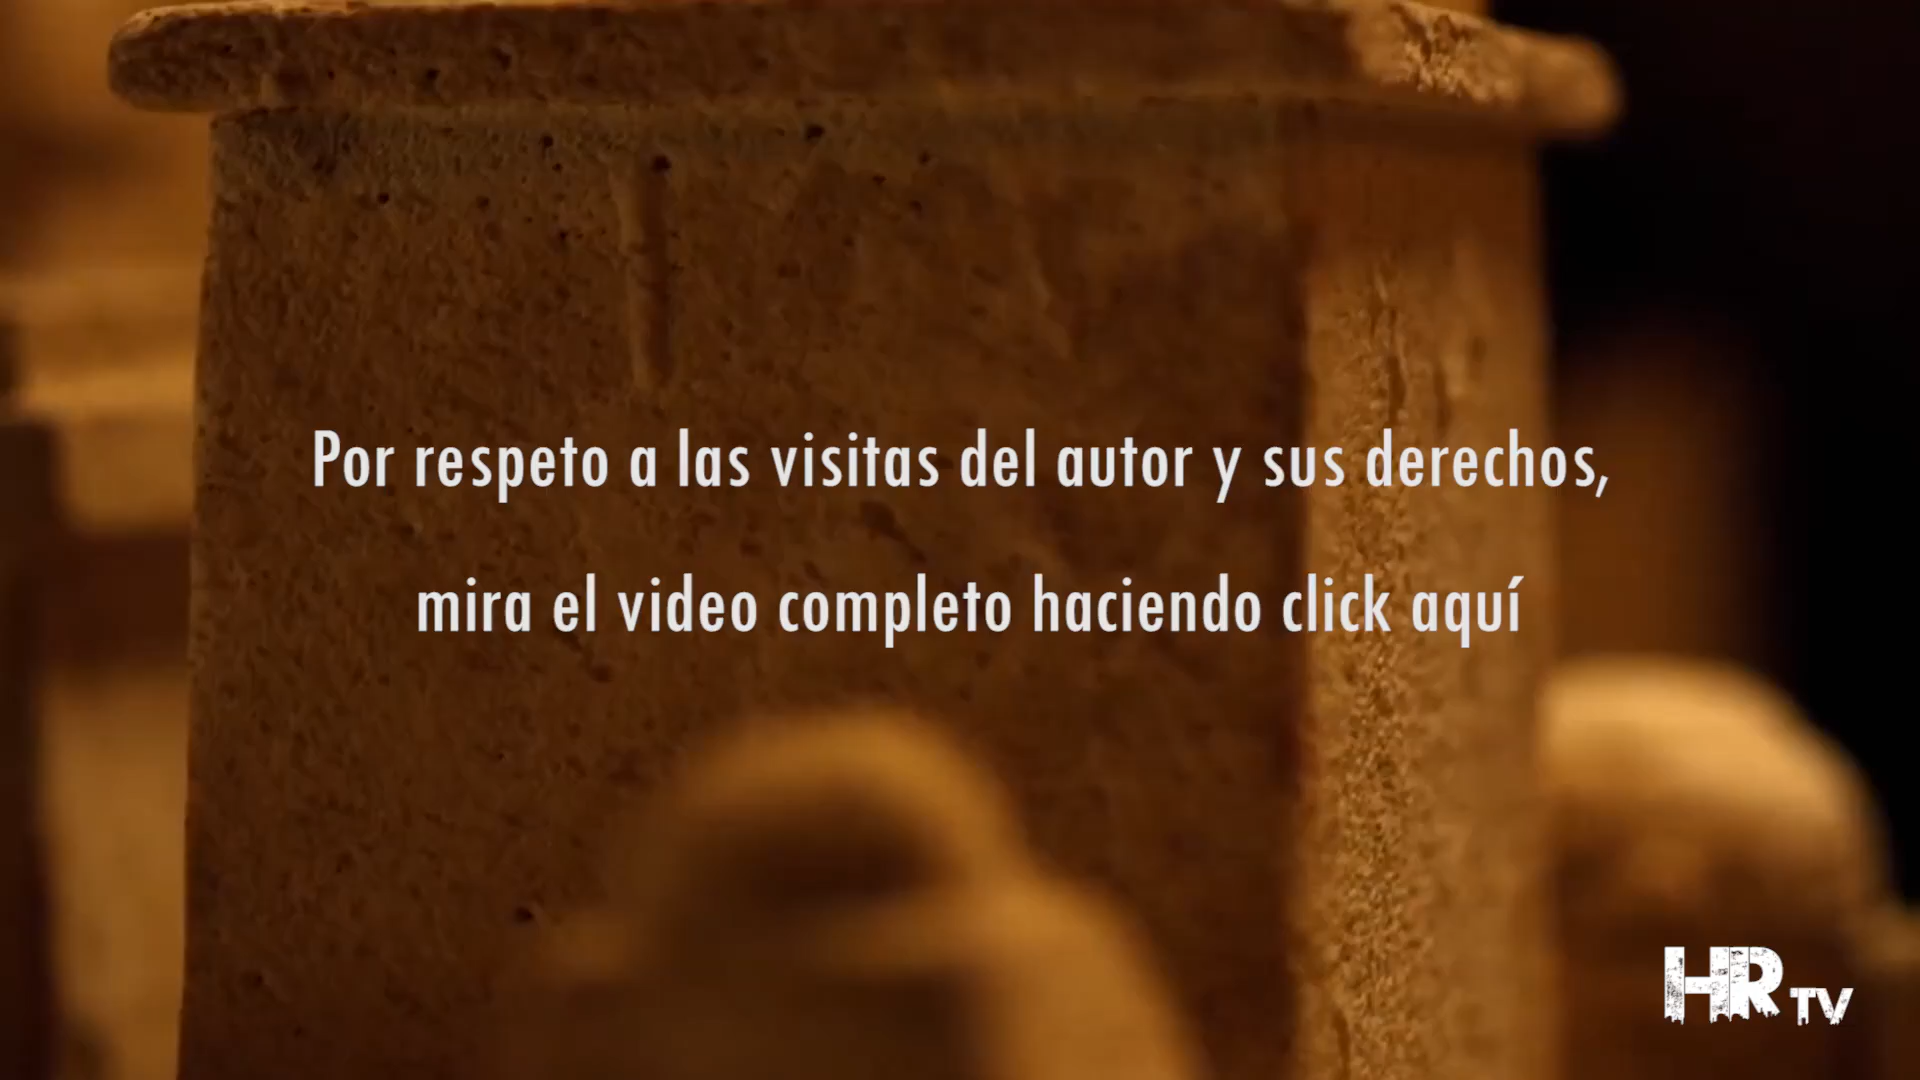 Por respeto a las visitas del autor y sus derechos,
mira el video completo haciendo click aquí
HR TV